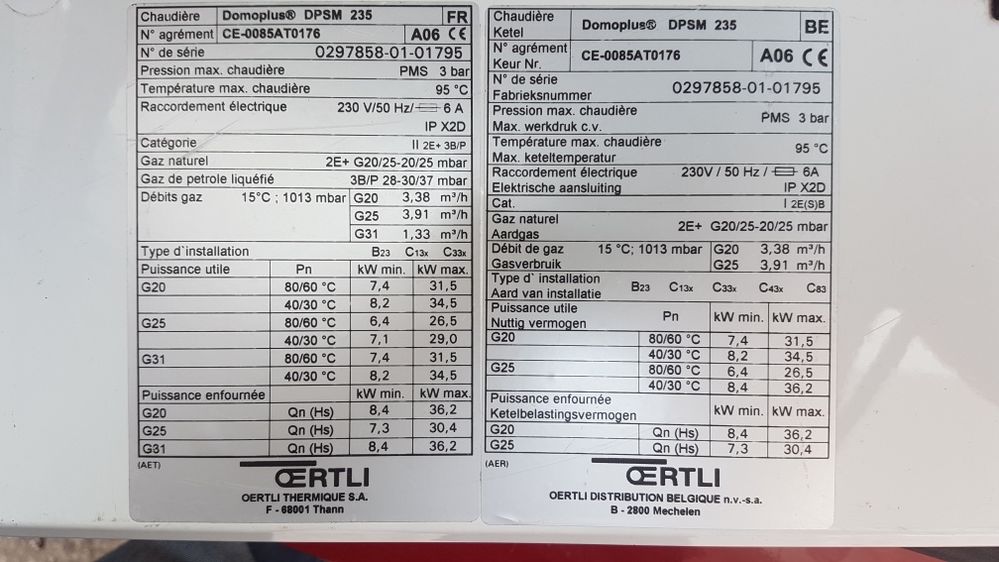 Chaudière Domoplus® DPSM 235 FR
N° agrément CE-0085AT0176 A06 CE
N° de série 0297858-01-01795
Pression max. chaudière PMS 3 bar
Température max. chaudière 95 °C
Raccordement électrique 230 V/50 Hz/ 6 A
IP X2D
Catégorie II 2E+ 3B/P
Gaz naturel 2E+ G20/25-20/25 mbar
Gaz de petrole liquéfié 3B/P 28-30/37 mbar
Débits gaz 15°C ; 1013 mbar G20 3,38 m³/h
G25 3,91 m³/h
G31 1,33 m³/h
Type d`installation B23 C13x C33x
Puissance utile Pn kW min. kW max.
G20 80/60 °C 7,4 31,5
40/30 °C 8,2 34,5
G25 80/60 °C 6,4 26,5
40/30 °C 7,1 29,0
G31 80/60 °C 7,4 31,5
40/30 °C 8,2 34,5
Puissance enfournée kW min. kW max.
G20 Qn (Hs) 8,4 36,2
G25 Qn (Hs) 7,3 30,4
G31 Qn (Hs) 8,4 36,2
(AET)
ŒRTLI
OERTLI THERMIQUE S.A.
F - 68001 Thann
Chaudière
Ketel Domoplus® DPSM 235 BE
N° agrément
Keur Nr. CE-0085AT0176 A06 CE
N° de série
Fabrieksnummer 0297858-01-01795
Pression max. chaudière
Max. werkdruk c.v. PMS 3 bar
Température max. chaudière
Max. keteltemperatur 95 °C
Raccordement électrique 230V / 50 Hz / 6A
Elektrische aansluiting IP X2D
Cat. I 2E(S)B
Gaz naturel
Aardgas 2E+ G20/25-20/25 mbar
Débit de gaz 15 °C; 1013 mbar G20 3,38 m³/h
Gasverbruik G25 3,91 m³/h
Type d` installation
Aard van installatie B23 C13x C33x C43x C83
Puissance utile
Nuttig vermogen Pn kW min. kW max.
G20 80/60 °C 7,4 31,5
40/30 °C 8,2 34,5
G25 80/60 °C 6,4 26,5
40/30 °C 8,4 36,2
Puissance enfournée
Ketelbelastingsvermogen kW min. kW max.
G20 Qn (Hs) 8,4 36,2
G25 Qn (Hs) 7,3 30,4
(AER)
ŒRTLI
OERTLI DISTRIBUTION BELGIQUE n.v.-s.a.
B - 2800 Mechelen